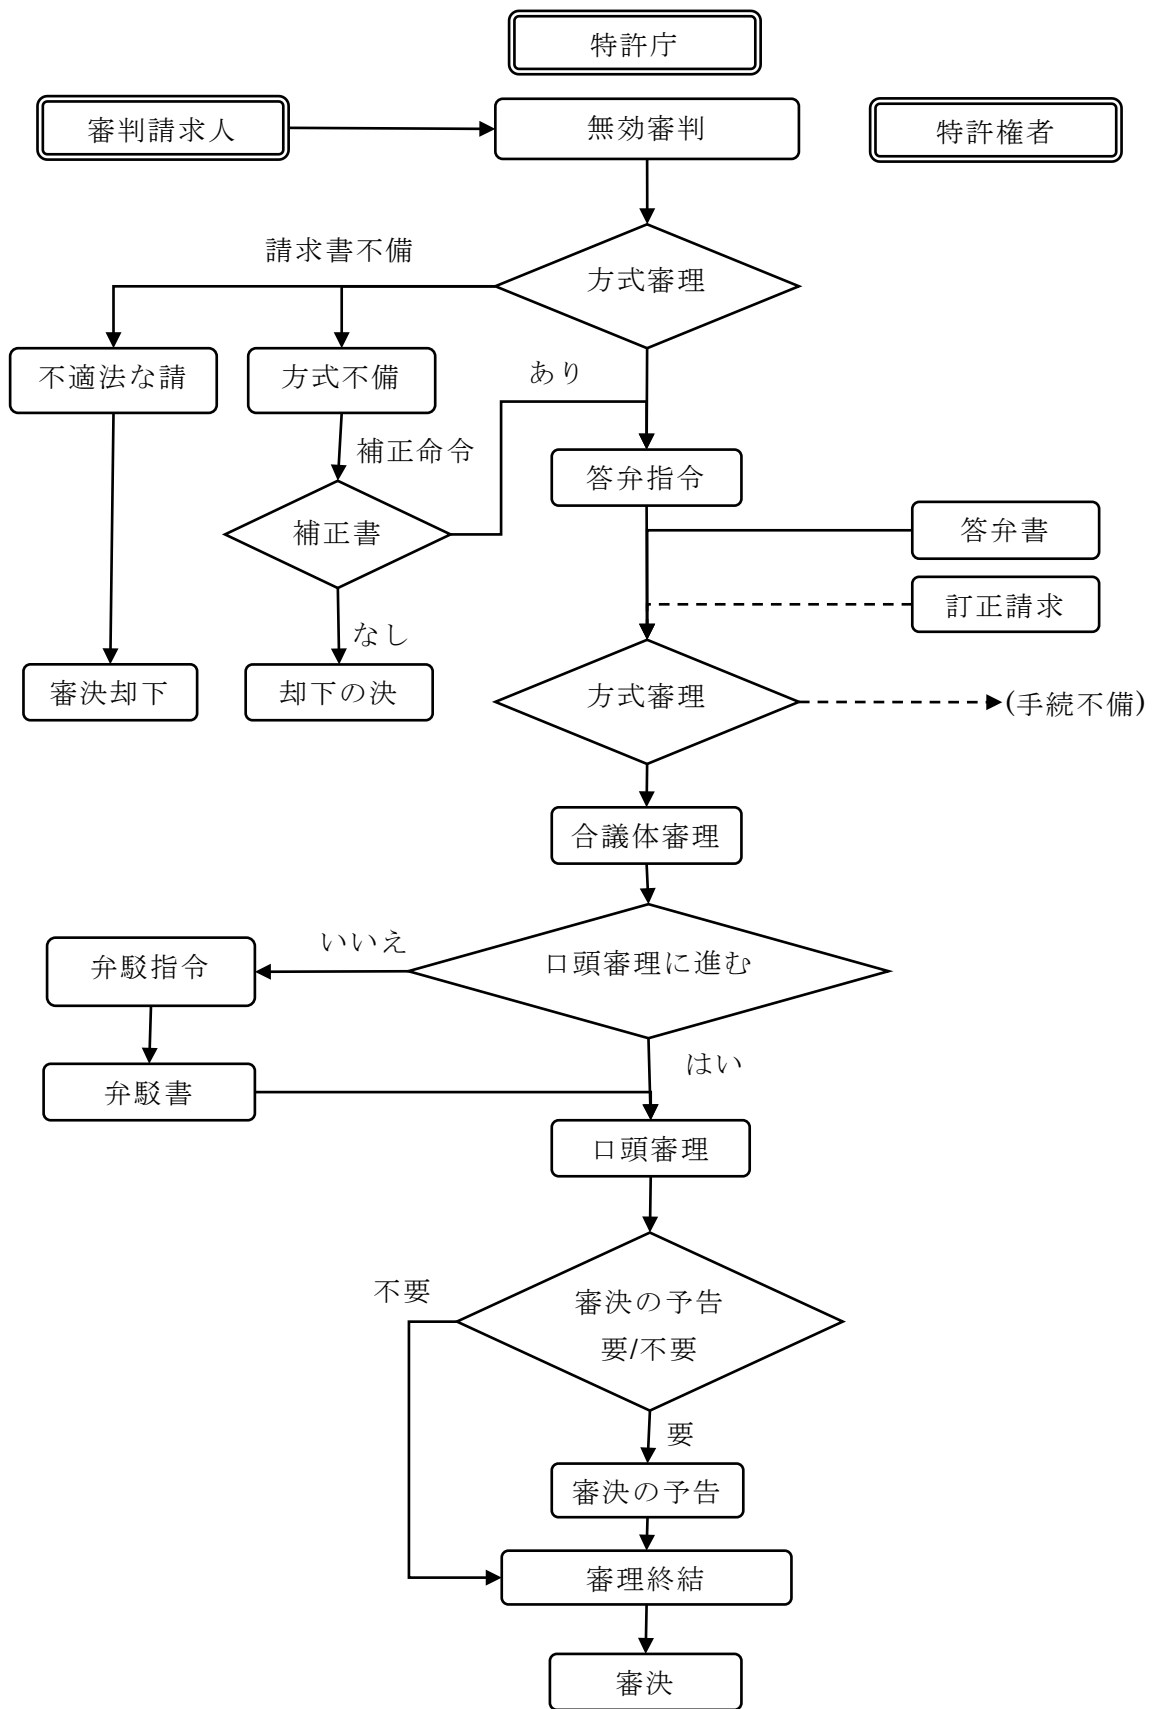 特許庁
審判請求人
無効審判
特許権者
請求書不備
方式審理
不適法な請
方式不備
あり
補正命令
答弁指令
補正書
答弁書
訂正請求
なし
審決却下
却下の決
方式審理
(手続不備)
合議体審理
いいえ
弁駁指令
口頭審理に進む
はい
弁駁書
口頭審理
不要
審決の予告
要/不要
要
審決の予告
審理終結
審決